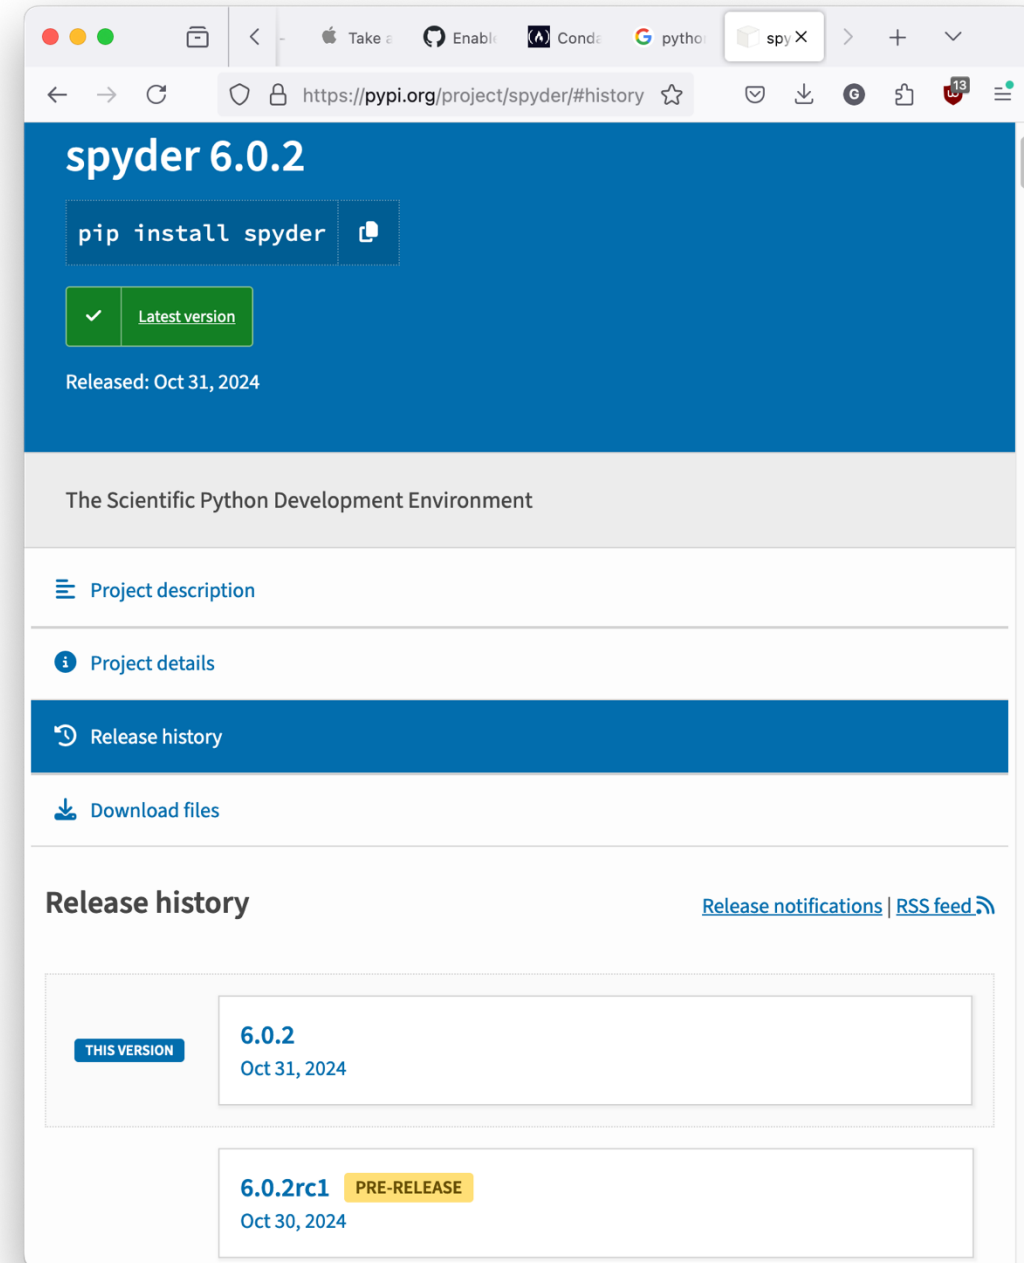 Take a
Enable
Conda
pytho
spy
https://pypi.org/project/spyder/#history
G
13
spyder 6.0.2
pip install spyder
Latest version
Released: Oct 31, 2024
The Scientific Python Development Environment
Project description
Project details
Release history
Download files
Release history
Release notifications | RSS feed
THIS VERSION
6.0.2
Oct 31, 2024
6.0.2rc1 PRE-RELEASE
Oct 30, 2024